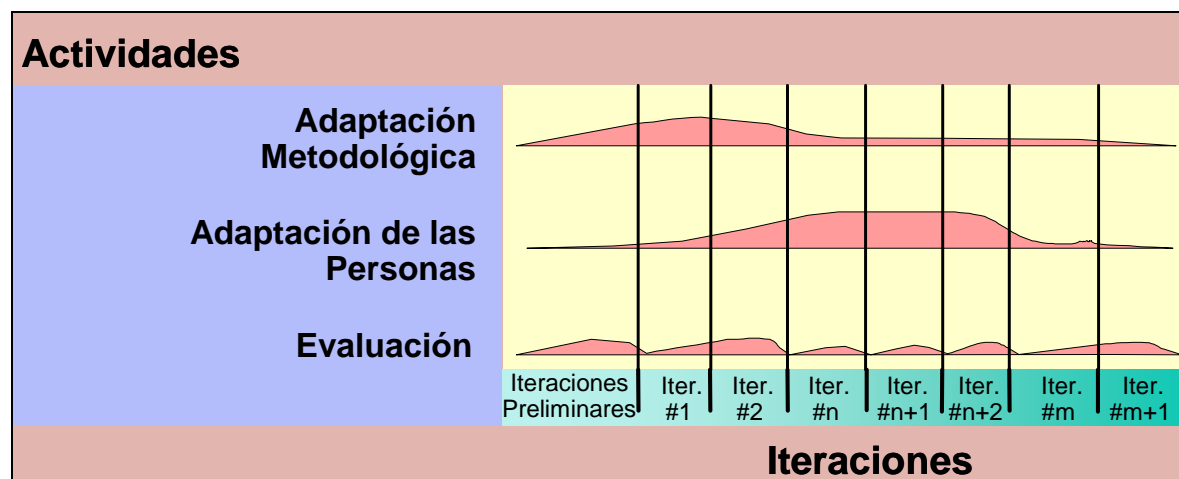 Actividades
Adaptación
Metodológica
Adaptación de las
Personas
Evaluación
Iteraciones
Preliminares
Iter.
#1
Iter.
#2
Iter.
#n
Iter.
#n+1
Iter.
#n+2
Iter.
#m
Iter.
#m+1
Iteraciones